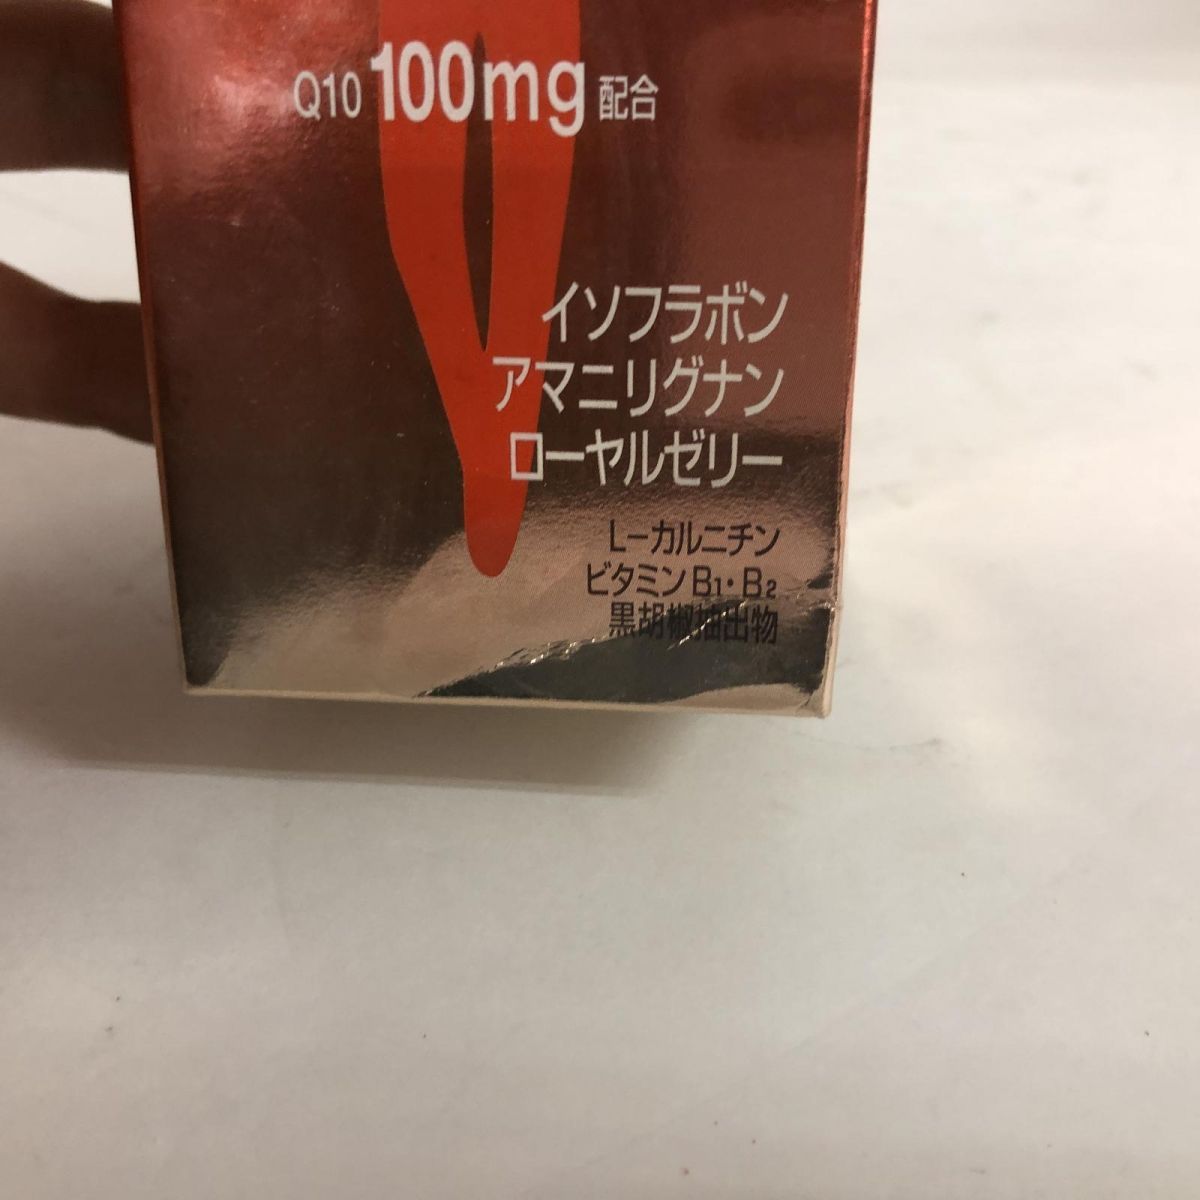 Q10 100mg 配合
イソフラボン
アマニリグナン
ローヤルゼリー
L-カルニチン
ビタミンB₁・B₂
黒胡椒抽出物